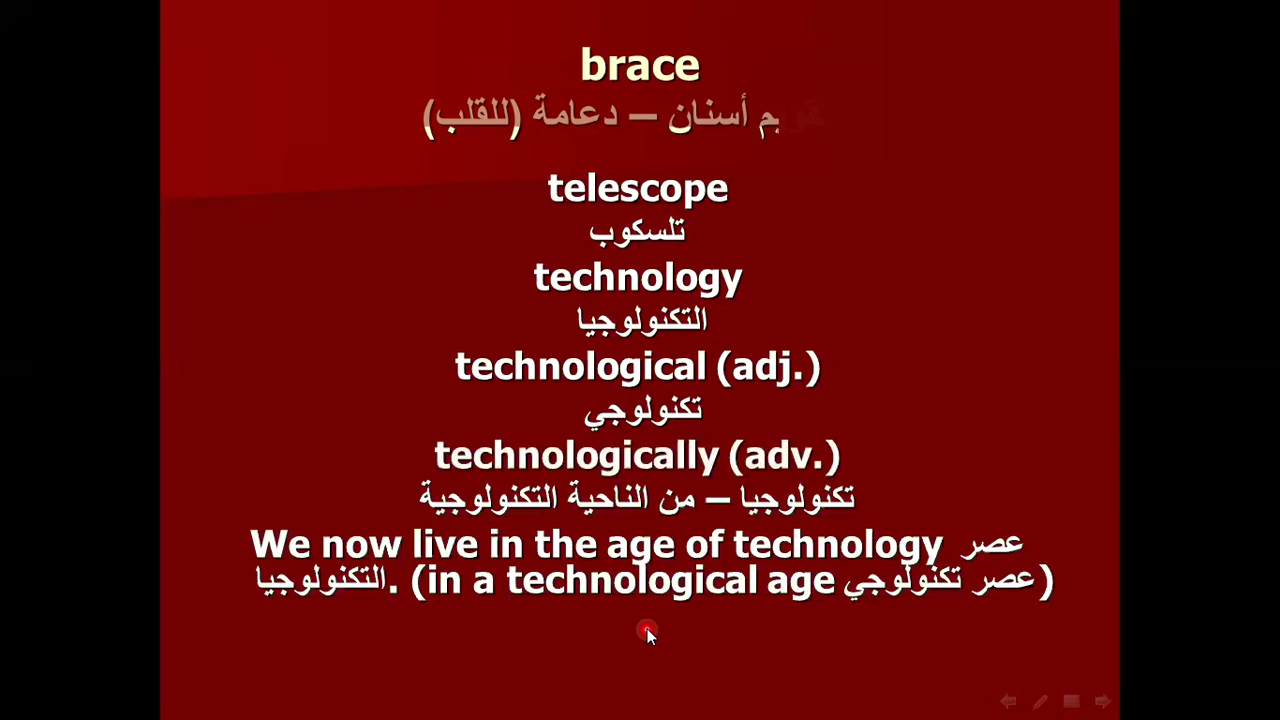 brace
أسنان – دعامة (للقلب)
telescope
تلسكوب
technology
التكنولوجيا
technological (adj.)
تكنولوجي
technologically (adv.)
تكنولوجيا – من الناحية التكنولوجية
We now live in the age of technology عصر
التكنولوجيا. (in a technological age عصر تكنولوجي)